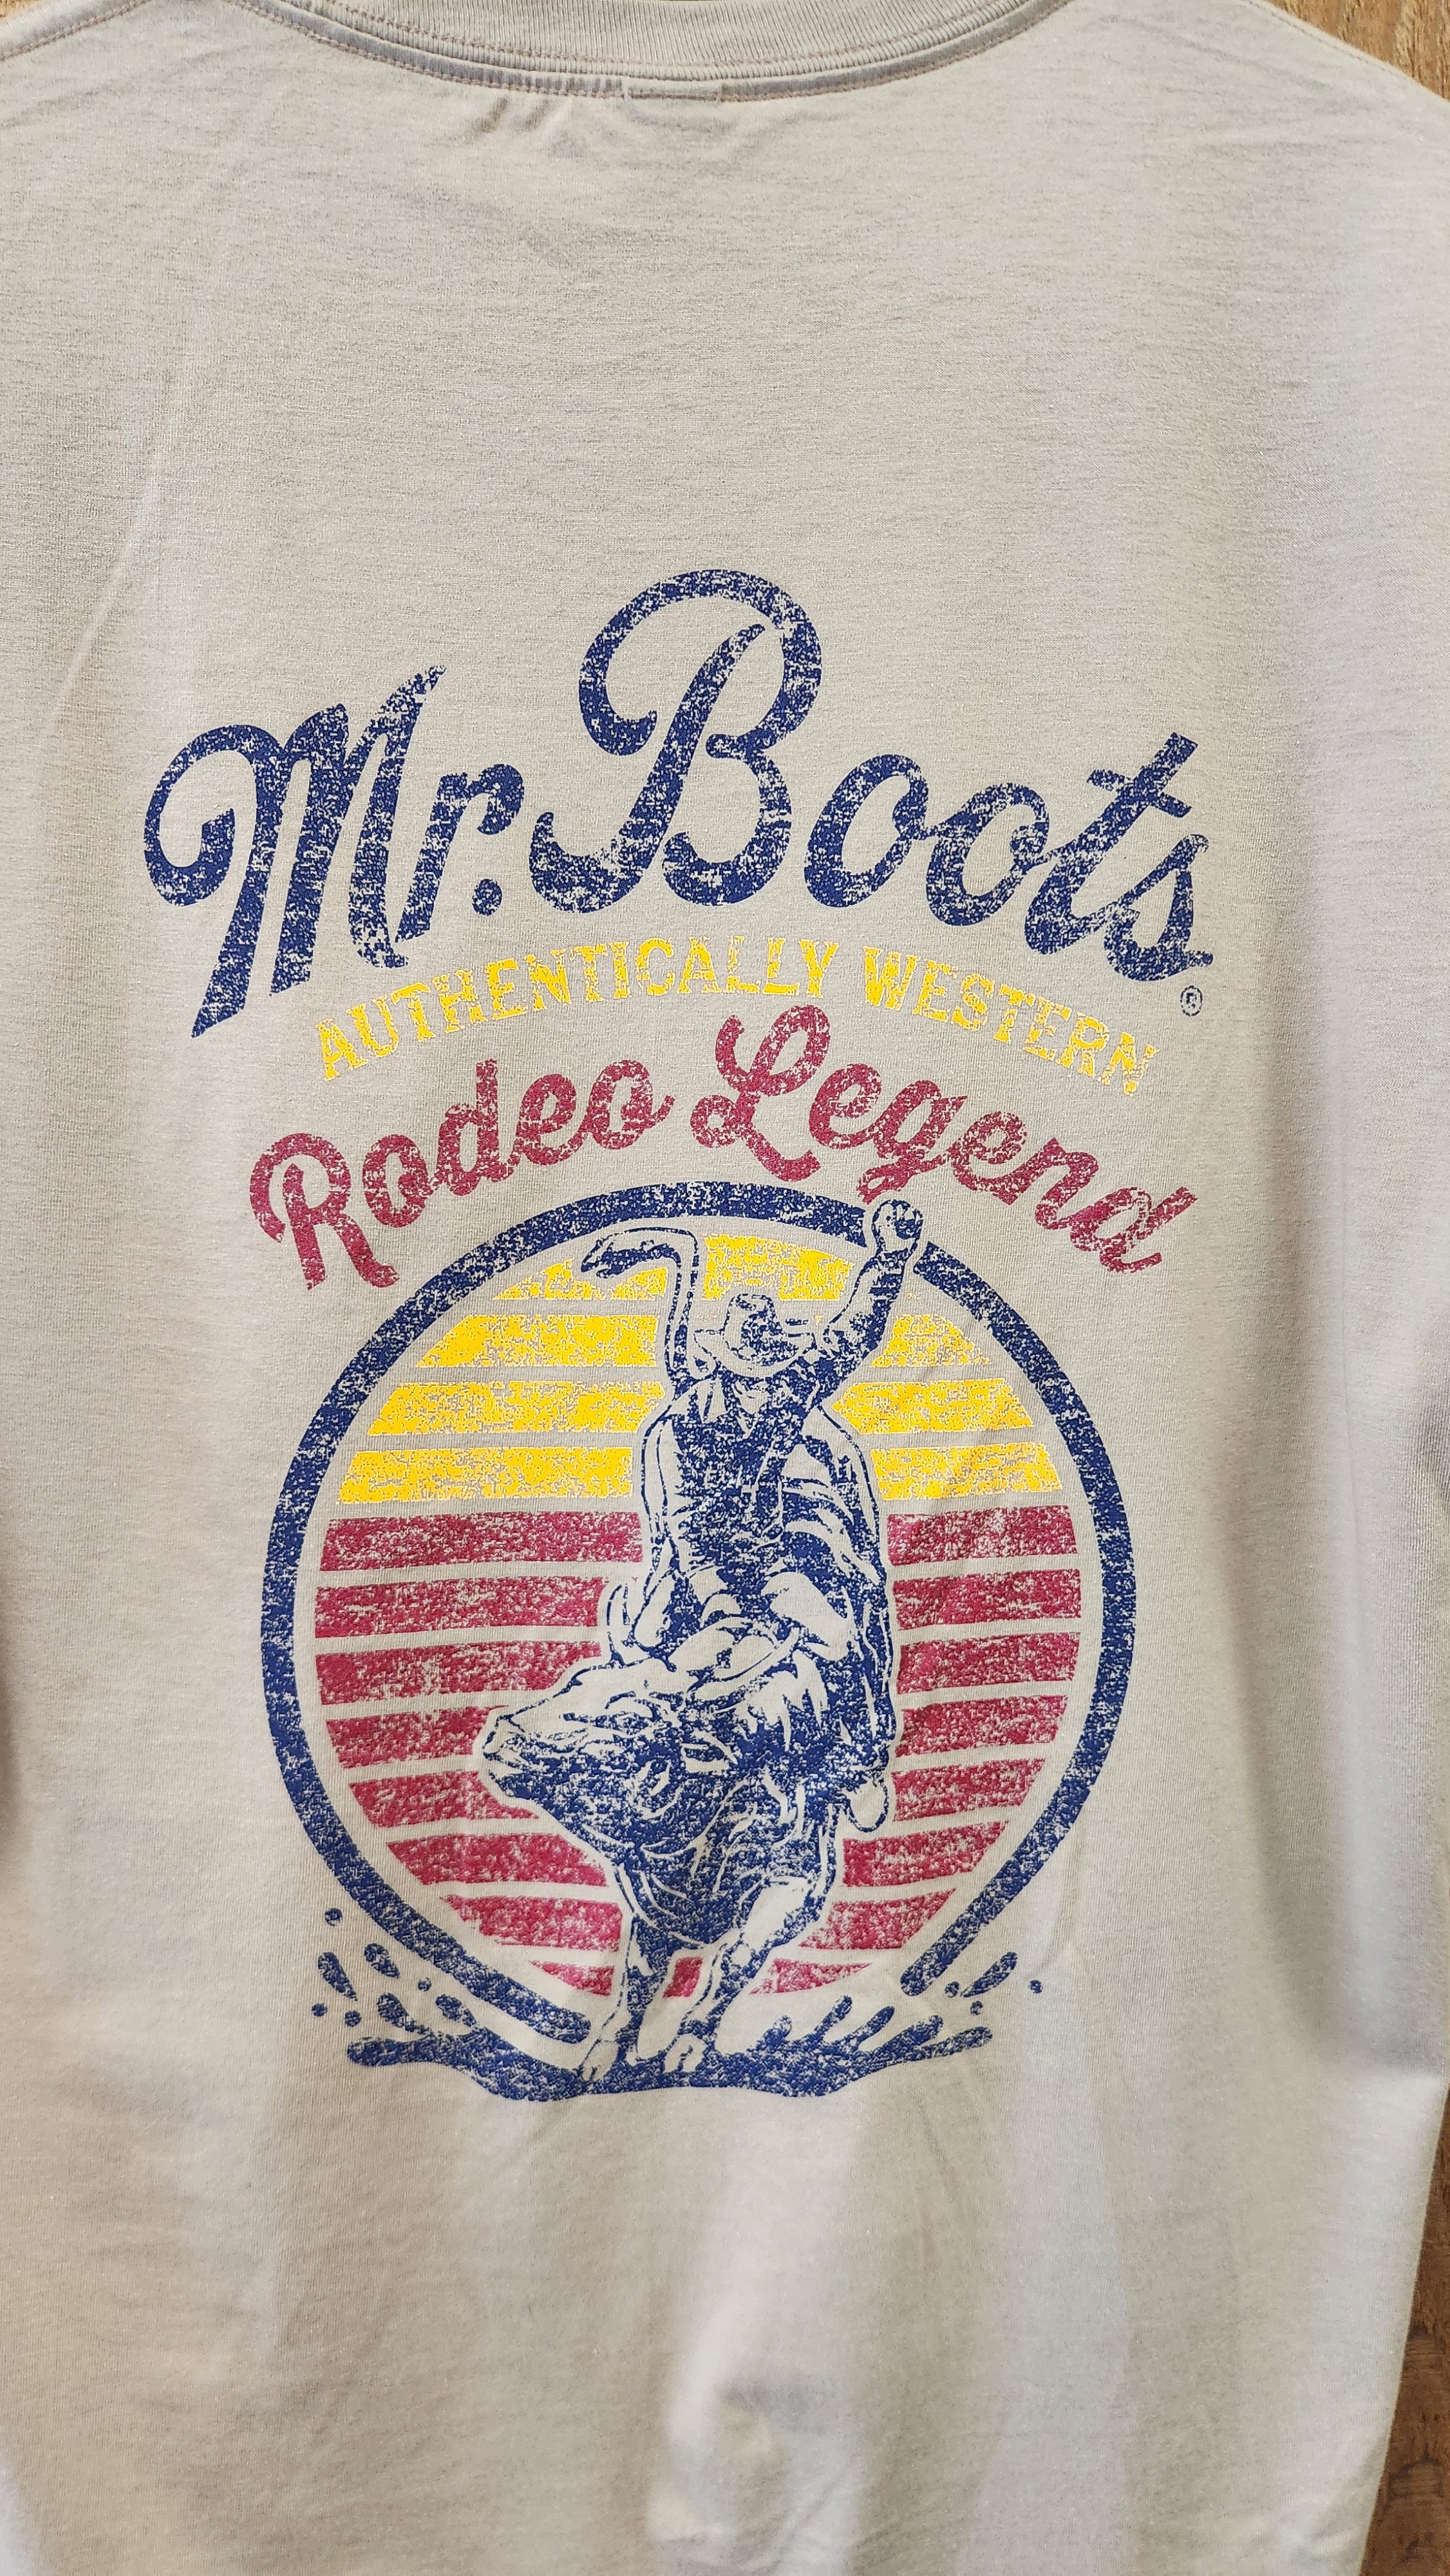 Mr. Boots®
AUTHENTICALLY WESTERN
Rodeo Legend